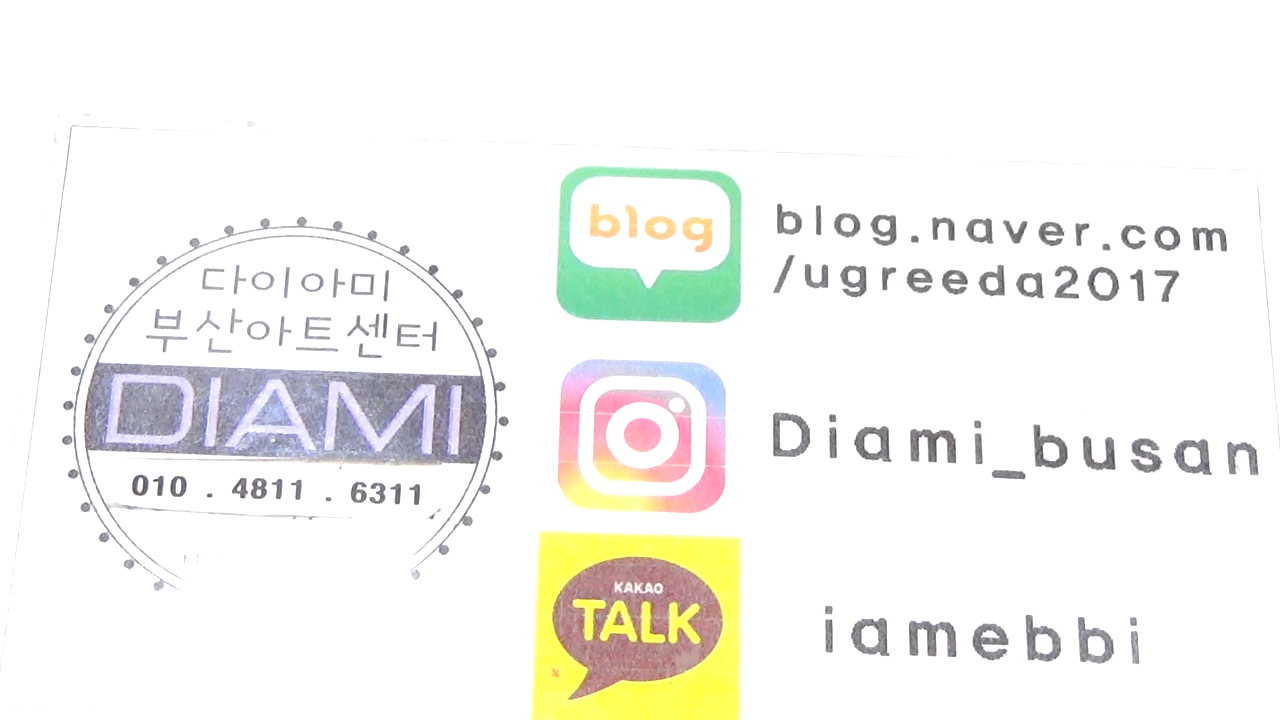 다이아미
부산아트센터
DIAMI
010 . 4811 . 6311
blog
blog.naver.com
/ugreeda2017
Diami_busan
KAKAO
TALK
iamebbi